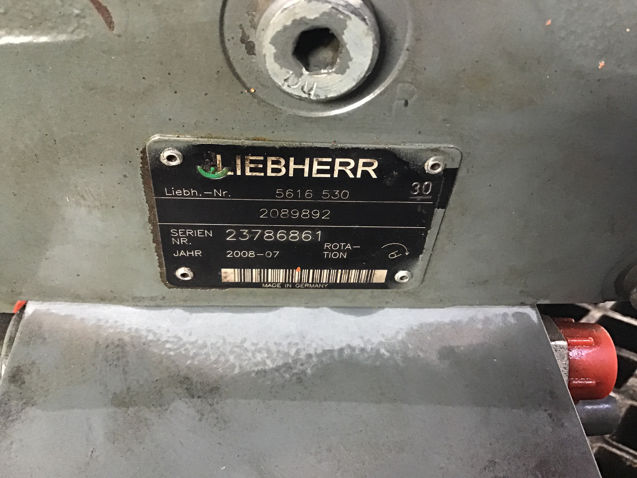 LIEBHERR
Liebh.-Nr. 5616 530 30
2089892
SERIEN NR. 23786861
JAHR 2008-07 ROTA-TION
MADE IN GERMANY